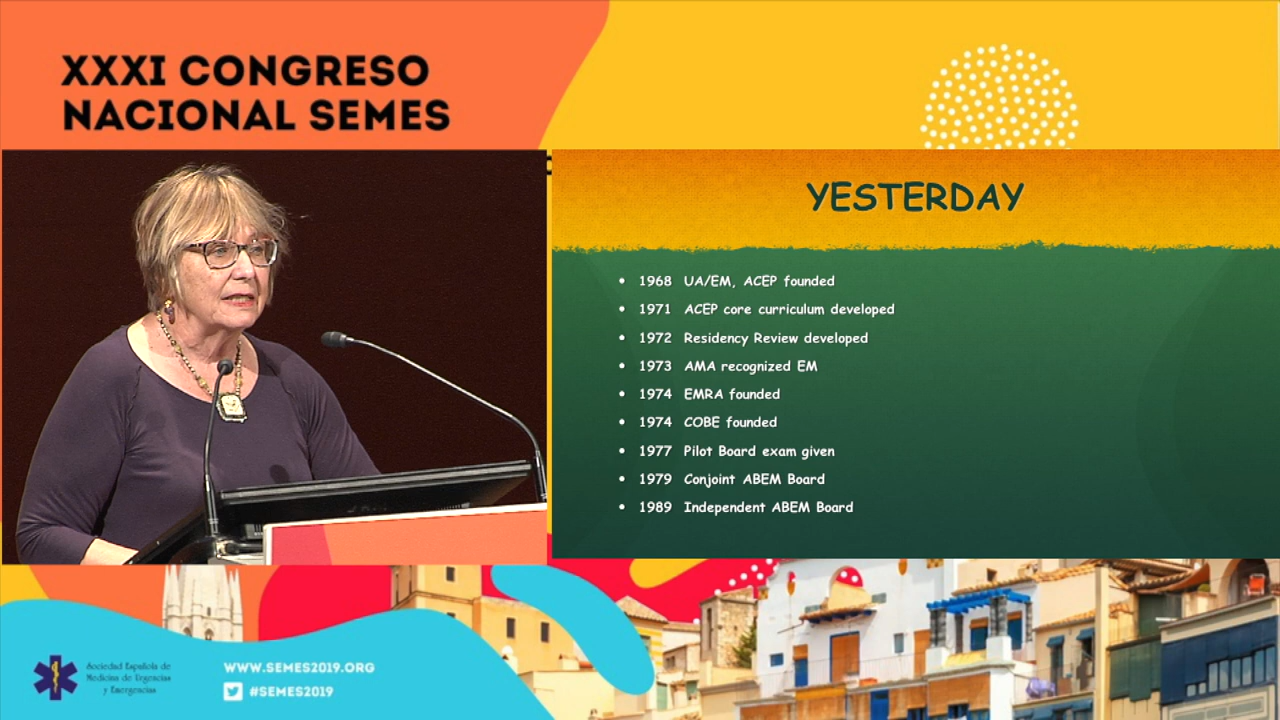 XXXI CONGRESO
NACIONAL SEMES
YESTERDAY
• 1968 UA/EM, ACEP founded
• 1971 ACEP core curriculum developed
• 1972 Residency Review developed
• 1973 AMA recognized EM
• 1974 EMRA founded
• 1974 COBE founded
• 1977 Pilot Board exam given
• 1979 Conjoint ABEM Board
• 1989 Independent ABEM Board
Sociedad Española de
Medicina de Urgencias
y Emergencias
WWW.SEMES2019.ORG
#SEMES2019